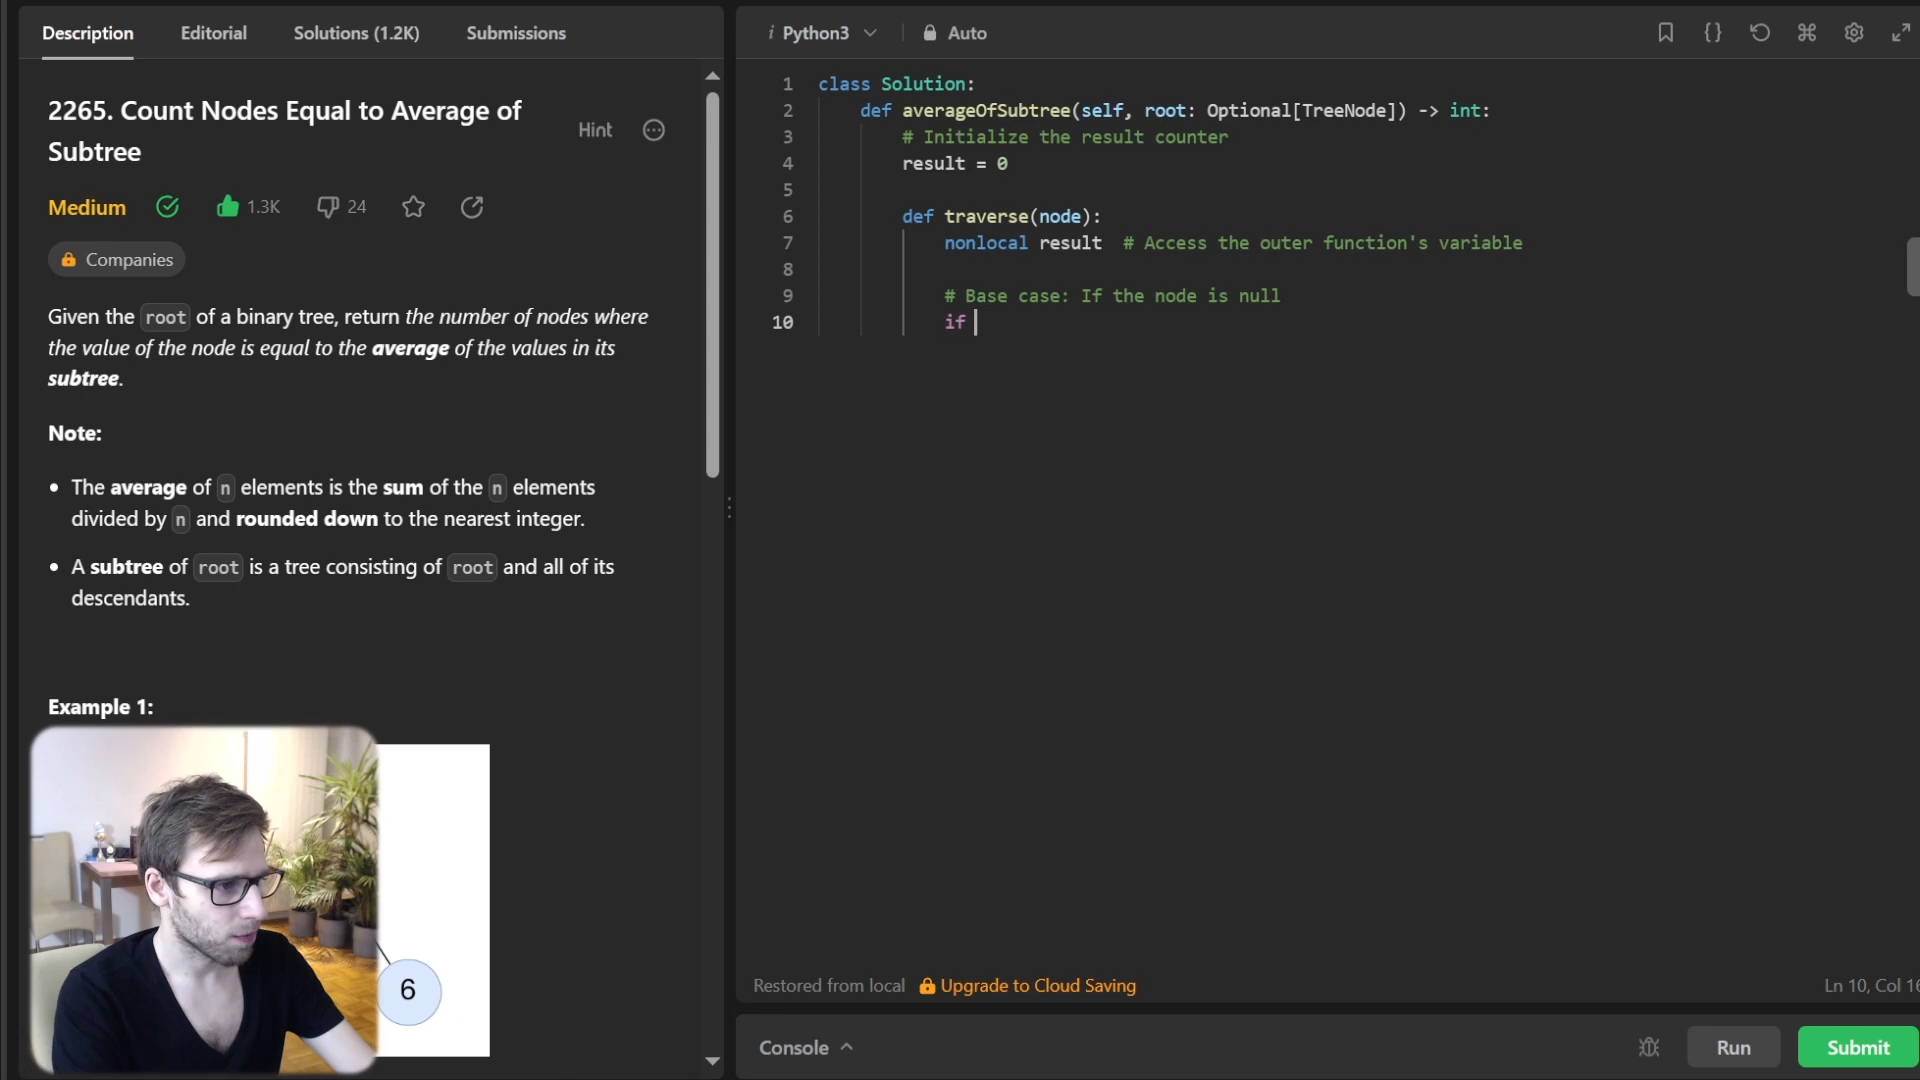 Description Editorial Solutions (1.2K) Submissions
2265. Count Nodes Equal to Average of
Subtree
Hint
Medium 1.3K 24
Companies
Given the root of a binary tree, return the number of nodes where
the value of the node is equal to the average of the values in its
subtree.
Note:
• The average of n elements is the sum of the n elements
divided by n and rounded down to the nearest integer.
• A subtree of root is a tree consisting of root and all of its
descendants.
Example 1:
6
i Python3 Auto
{}
1 class Solution:
2 def averageOfSubtree(self, root: Optional[TreeNode]) -> int:
3 # Initialize the result counter
4 result = 0
5
6 def traverse(node):
7 nonlocal result # Access the outer function's variable
8
9 # Base case: If the node is null
10 if
Restored from local Upgrade to Cloud Saving
Ln 10, Col 16
Console Run Submit